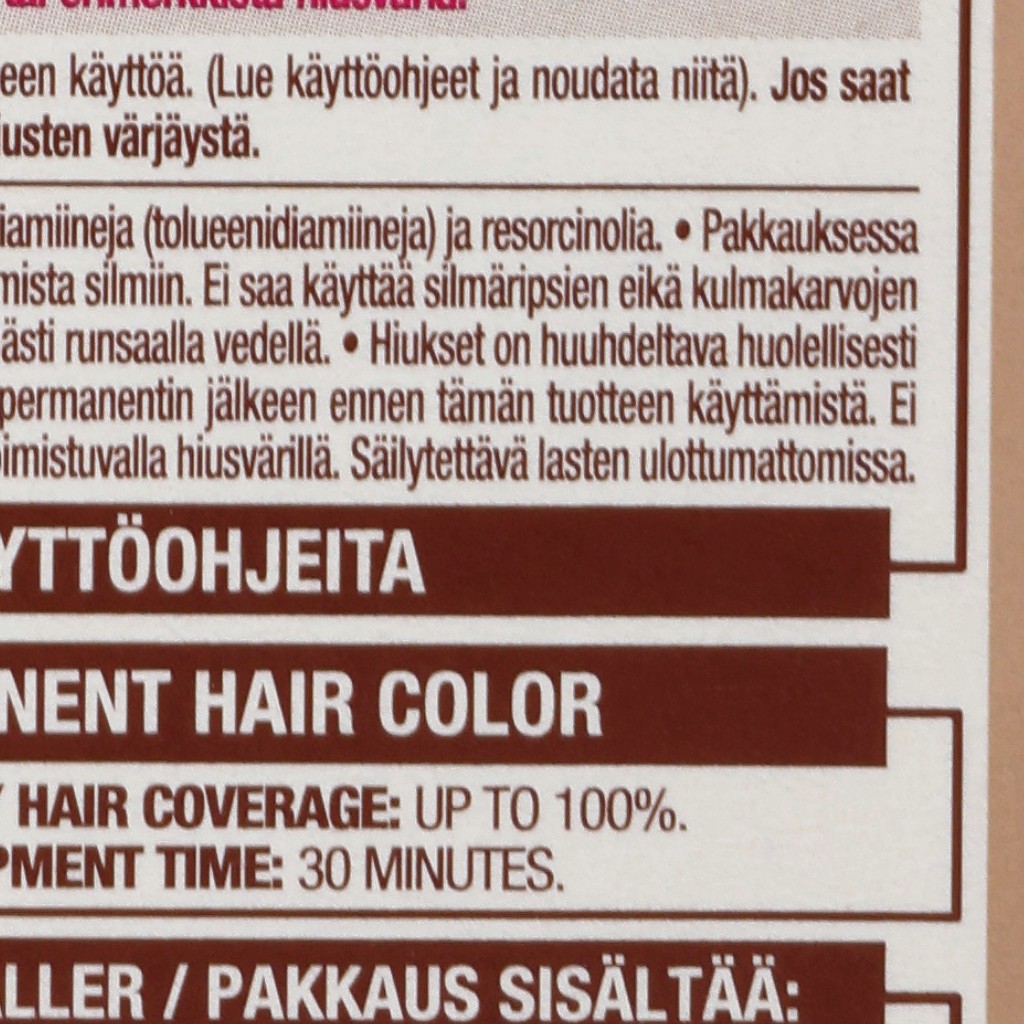 een käyttöä. (Lue käyttöohjeet ja noudata niitä). Jos saat
usten värjäystä.
iamiineja (tolueenidiamiineja) ja resorcinolia. • Pakkauksessa
mista silmiin. Ei saa käyttää silmäripsien eikä kulmakarvojen
ästi runsaalla vedellä. • Hiukset on huuhdeltava huolellisesti
permanentin jälkeen ennen tämän tuotteen käyttämistä. Ei
imistuvalla hiusvärillä. Säilytettävä lasten ulottumattomissa.
YTTÖOHJEITA
NENT HAIR COLOR
HAIR COVERAGE: UP TO 100%.
PMENT TIME: 30 MINUTES.
ALLER / PAKKAUS SISÄLTÄÄ: